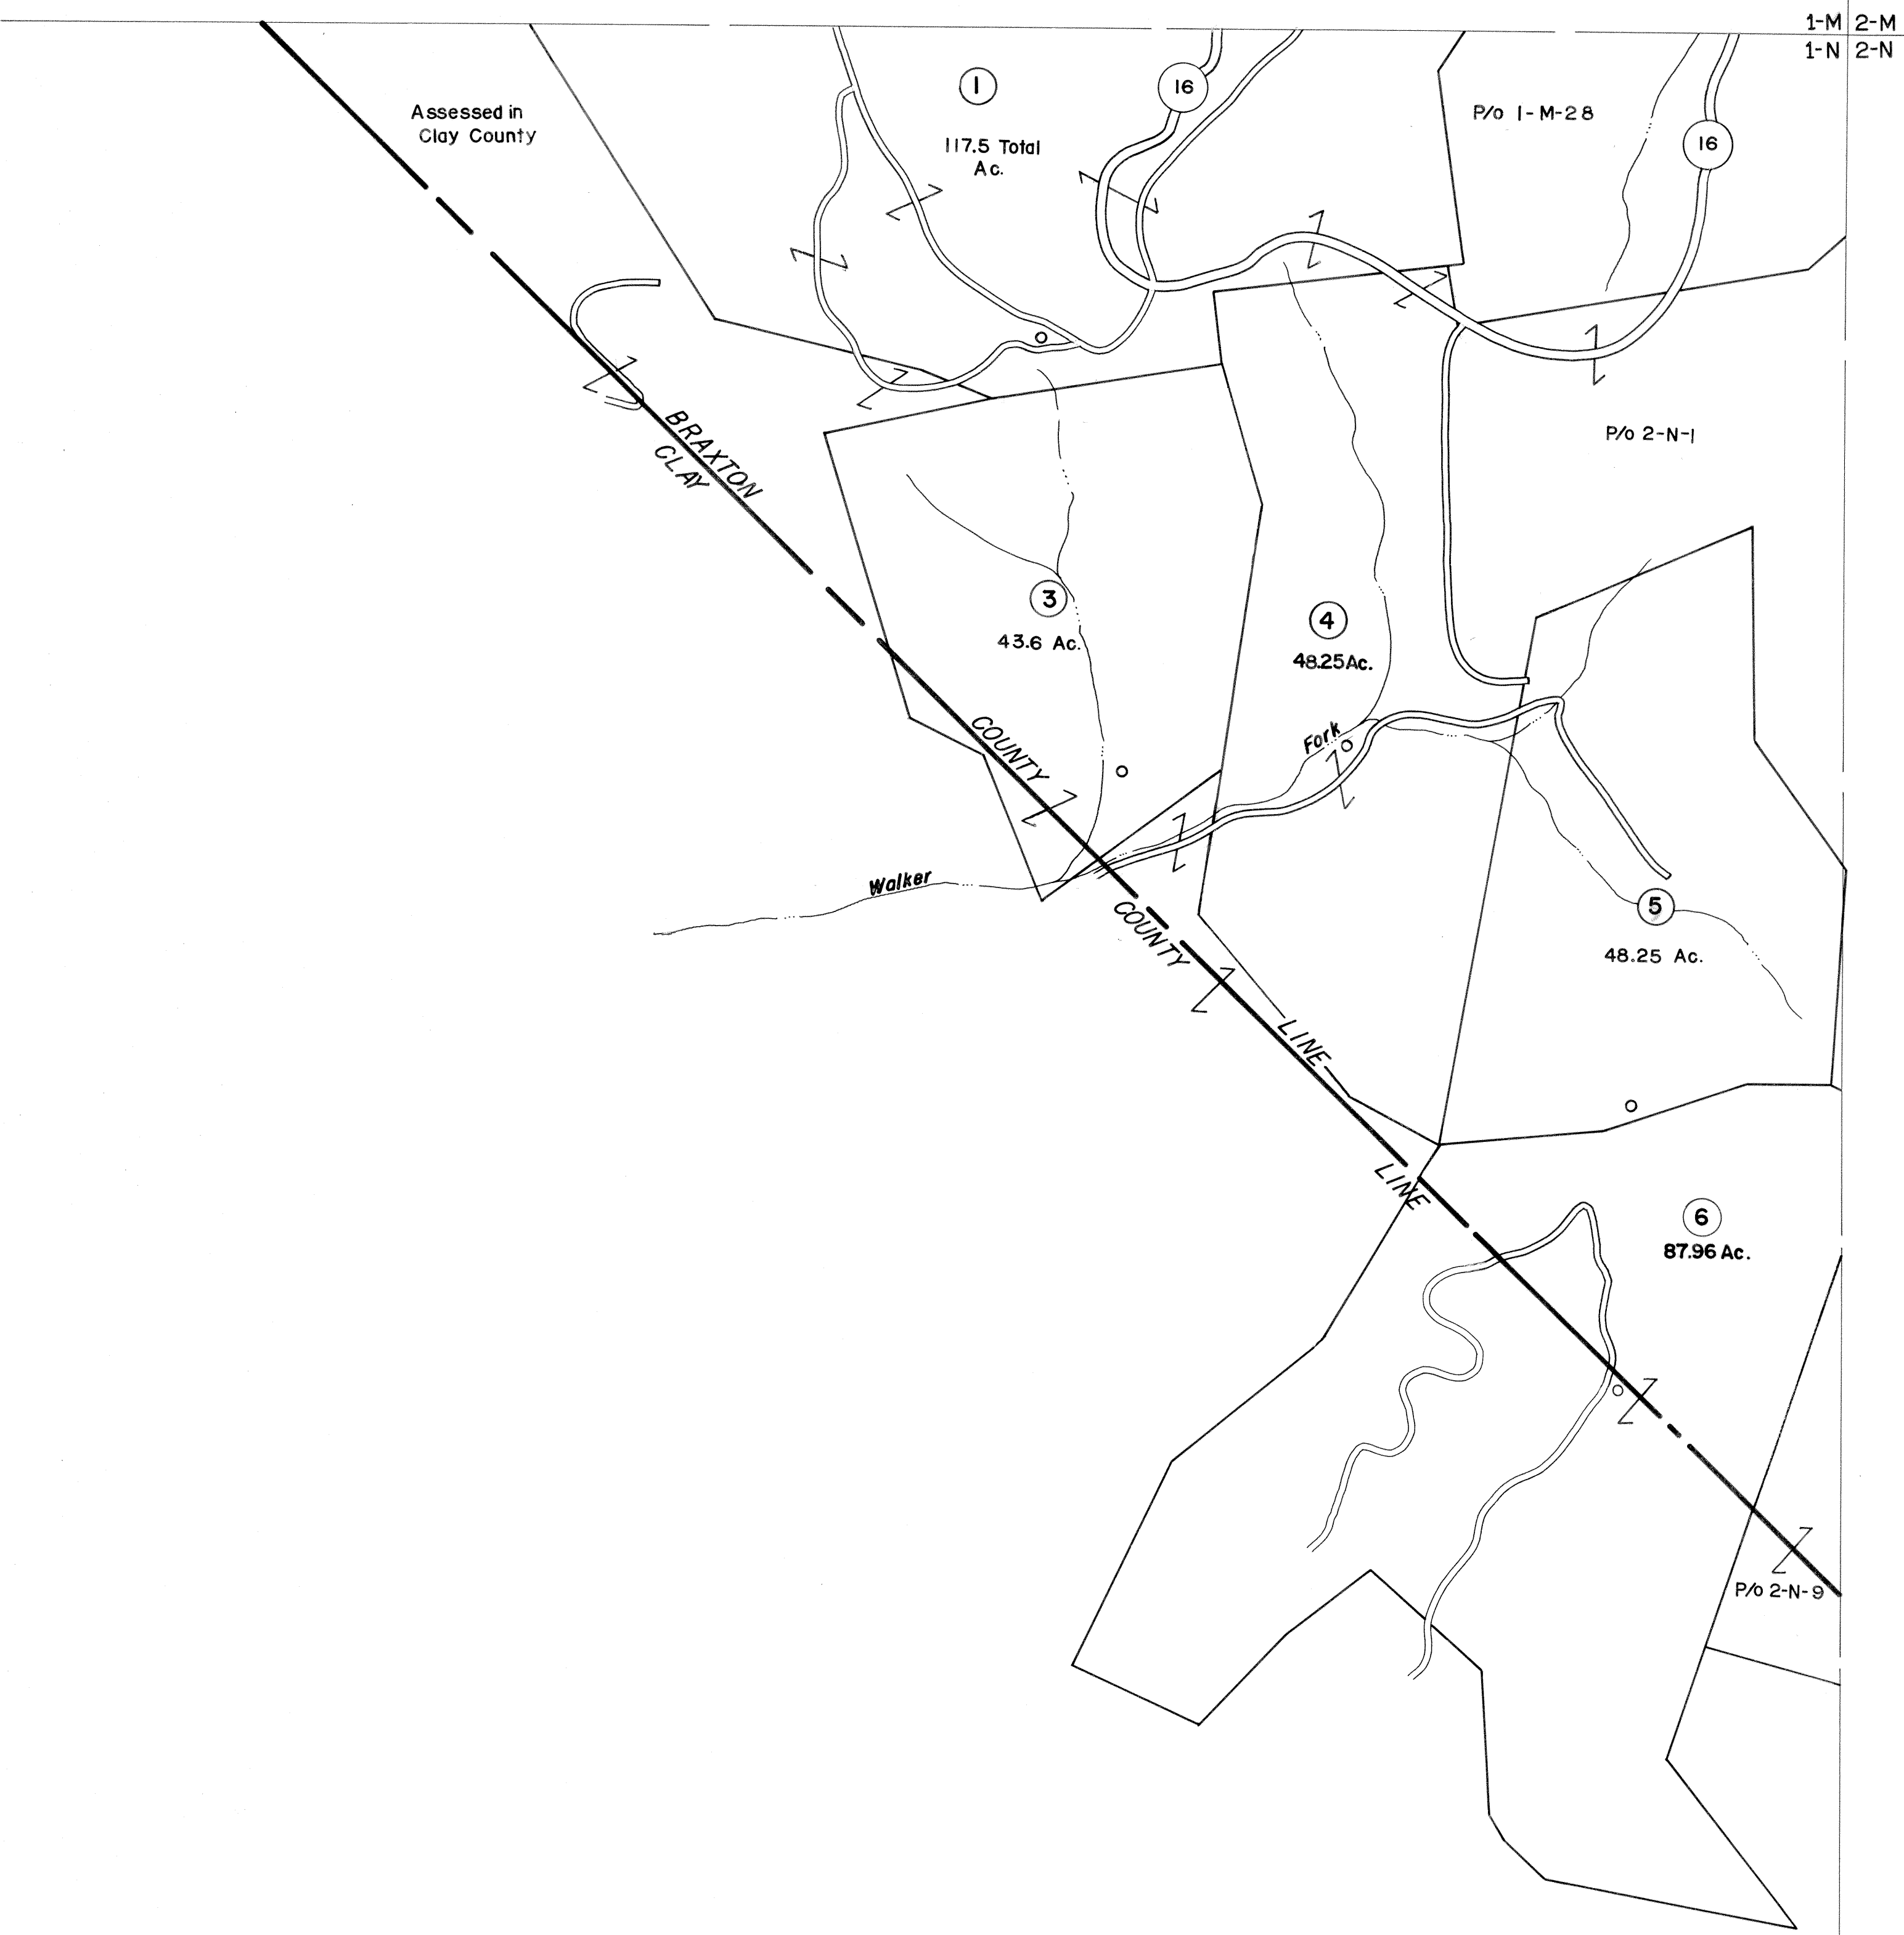 1-M 2-M
1-N 2-N
Assessed in
Clay County
1
117.5 Total
Ac.
16
P/o 1-M-28
16
BRAXTON
CLAY
P/o 2-N-1
3
43.6 Ac.
4
48.25 Ac.
Fork
COUNTY
Walker
COUNTY
5
48.25 Ac.
LINE
LINE
6
87.96 Ac.
P/o 2-N-9